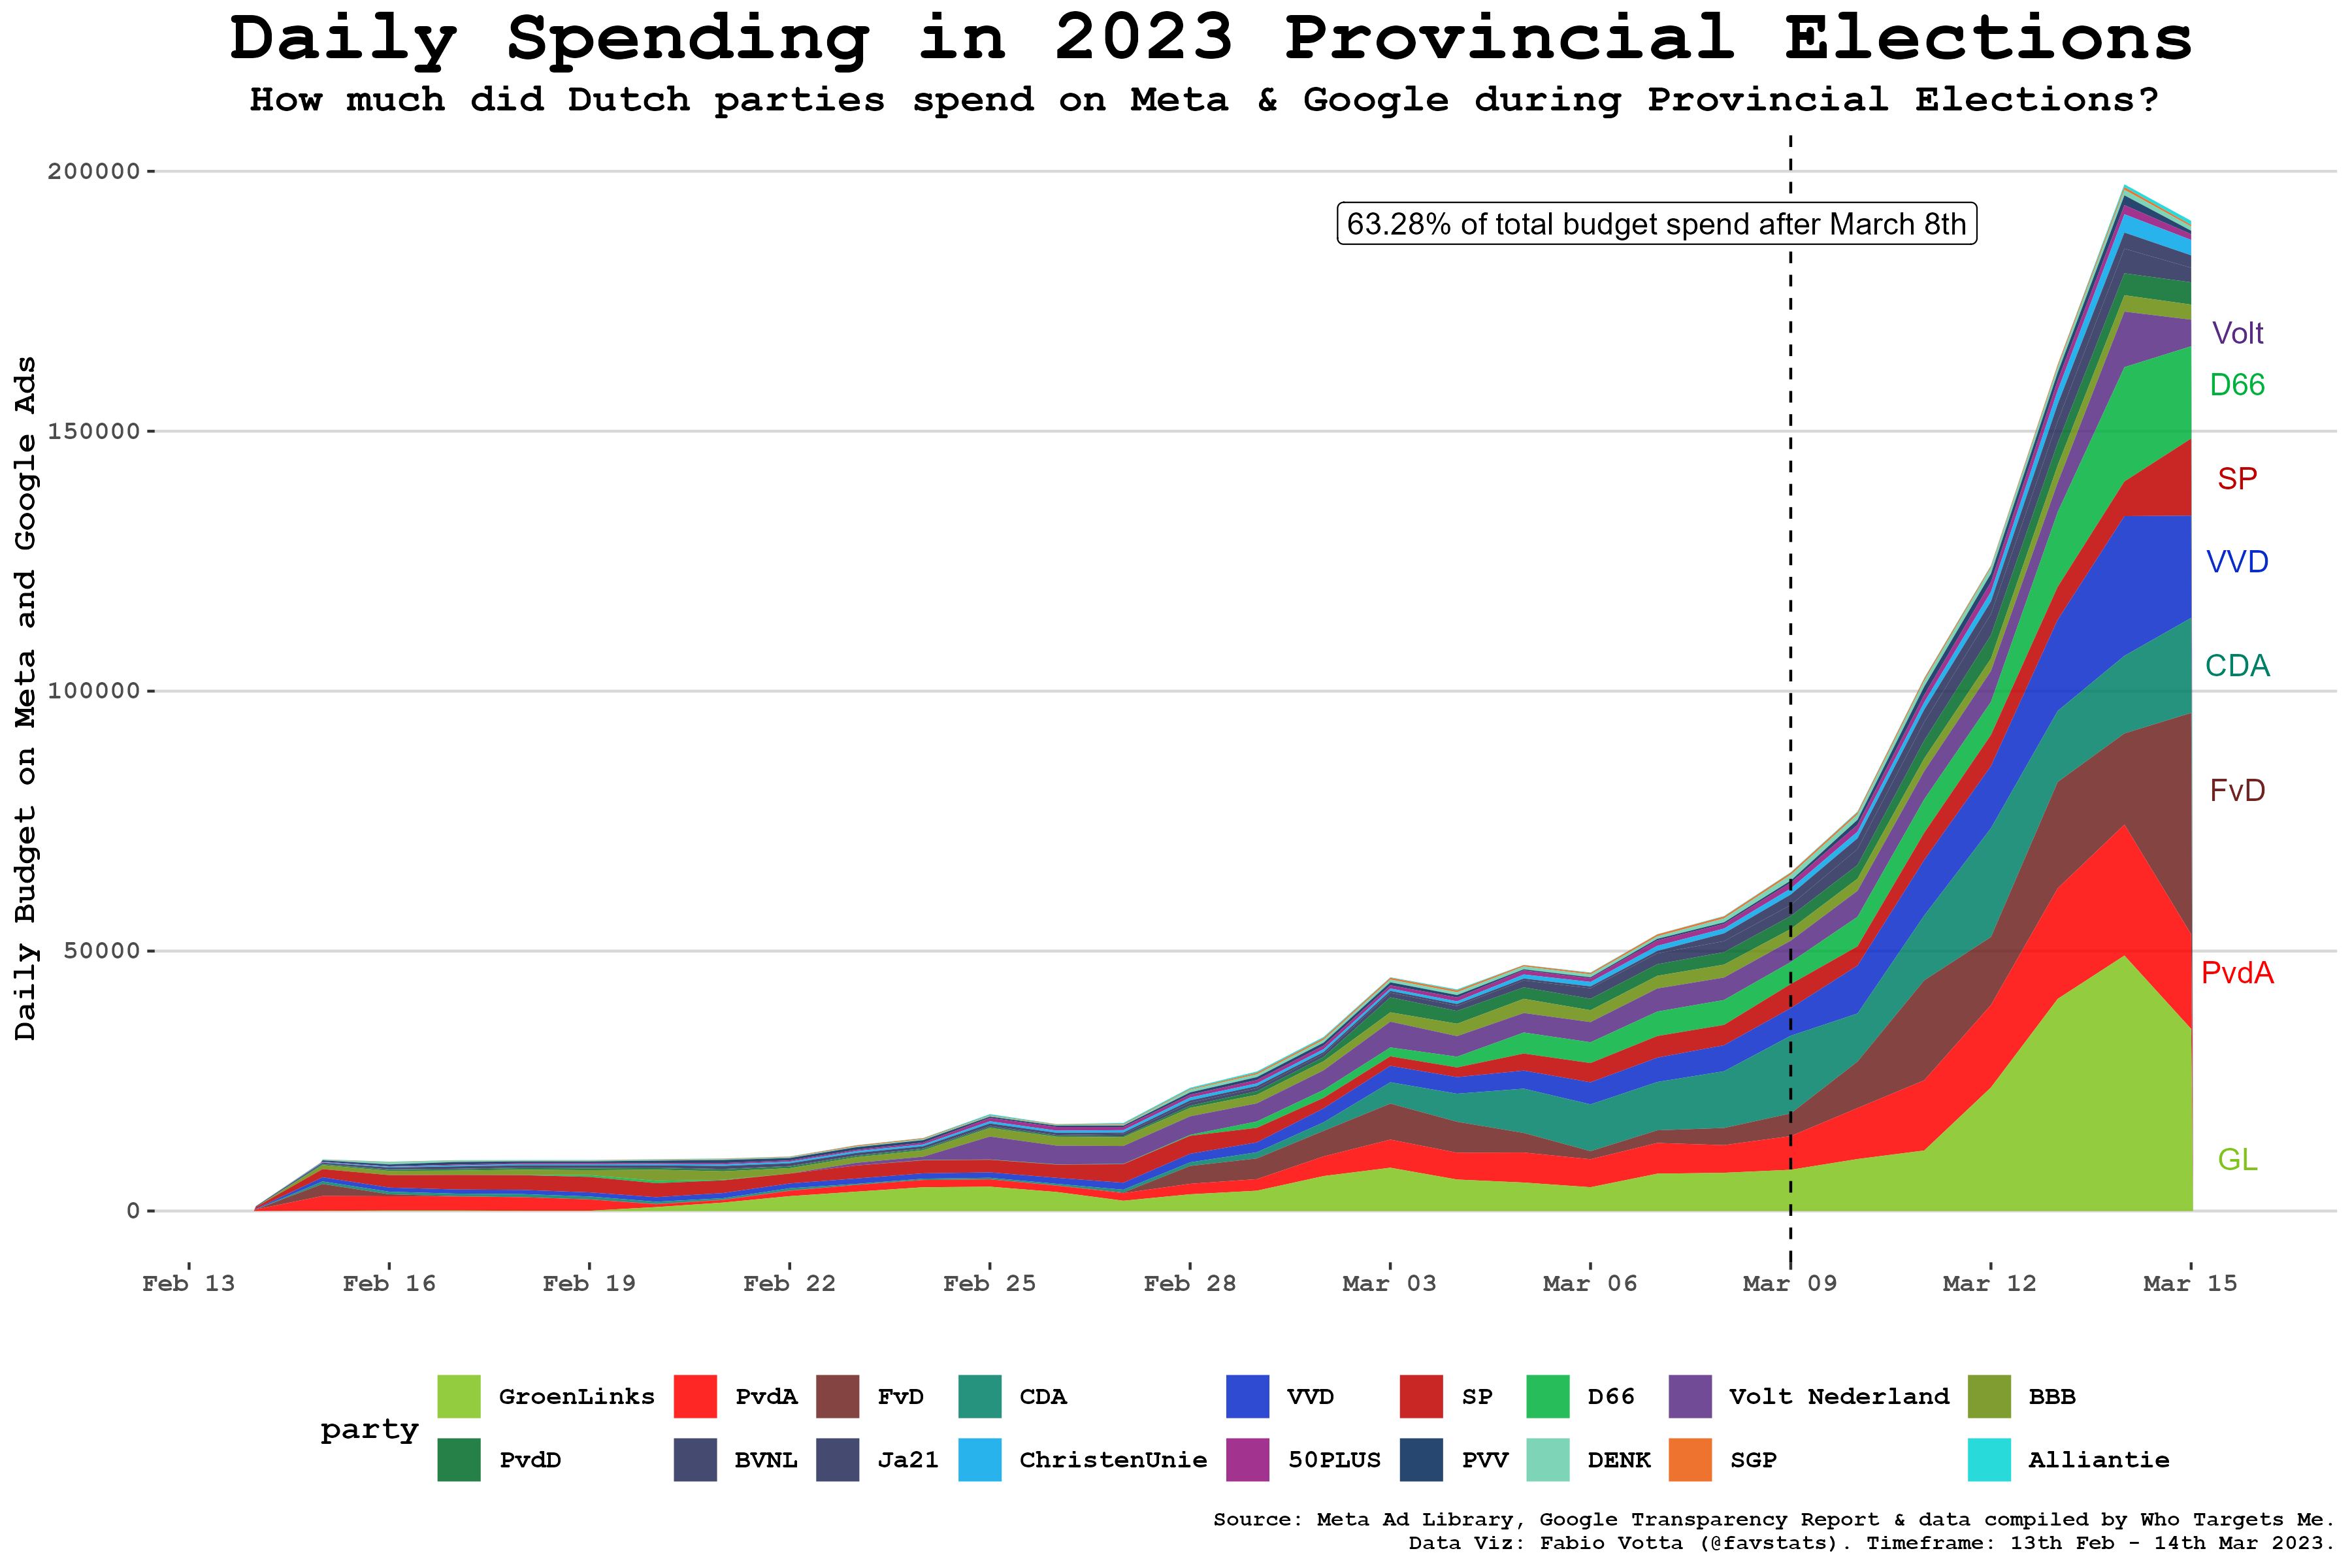 Daily Spending in 2023 Provincial Elections
How much did Dutch parties spend on Meta & Google during Provincial Elections?
Daily Budget on Meta and Google Ads
200000
150000
100000
50000
0
63.28% of total budget spend after March 8th
Volt
D66
SP
VVD
CDA
FvD
PvdA
GL
Feb 13 Feb 16 Feb 19 Feb 22 Feb 25 Feb 28 Mar 03 Mar 06 Mar 09 Mar 12 Mar 15
party
GroenLinks PvdA FvD CDA VVD SP D66 Volt Nederland BBB
PvdD BVNL Ja21 ChristenUnie 50PLUS PVV DENK SGP Alliantie
Source: Meta Ad Library, Google Transparency Report & data compiled by Who Targets Me.
Data Viz: Fabio Votta (@favstats). Timeframe: 13th Feb - 14th Mar 2023.